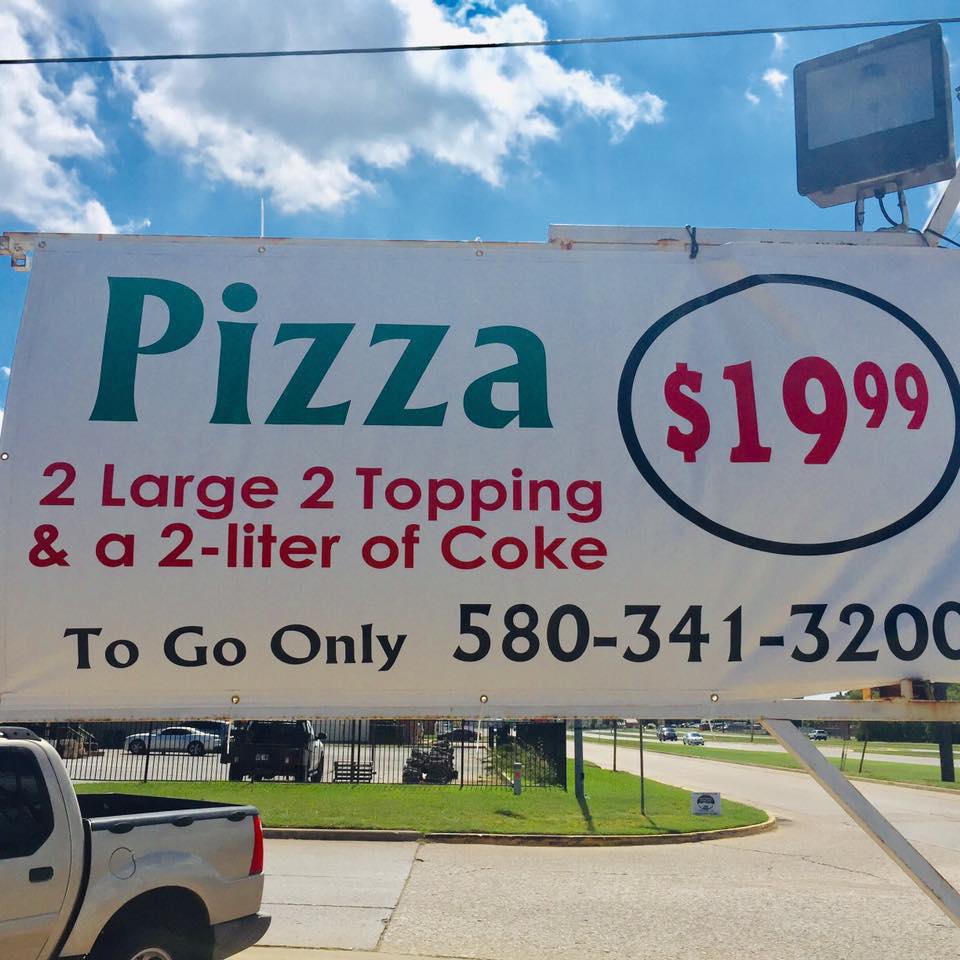 Pizza
$19.99
2 Large 2 Topping
& a 2-liter of Coke
To Go Only 580-341-3200